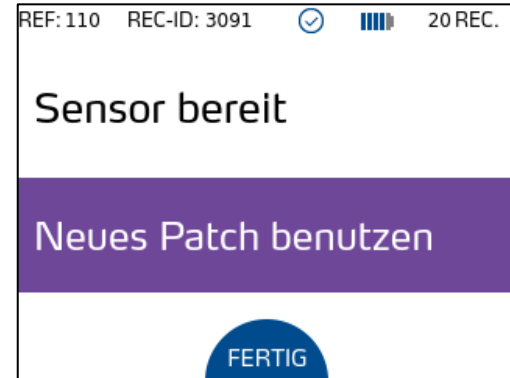 REF: 110 REC-ID: 3091 20 REC.
Sensor bereit
Neues Patch benutzen
FERTIG